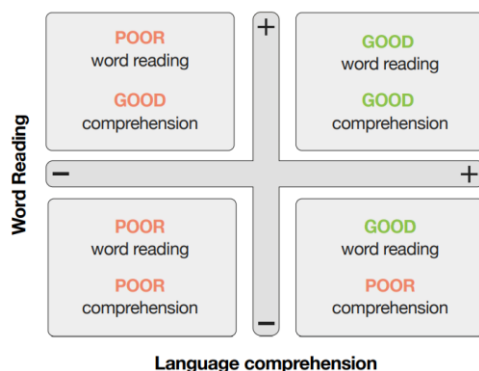 POOR
word reading
GOOD
comprehension
+
GOOD
word reading
GOOD
comprehension
Word Reading
−
+
POOR
word reading
POOR
comprehension
−
GOOD
word reading
POOR
comprehension
Language comprehension